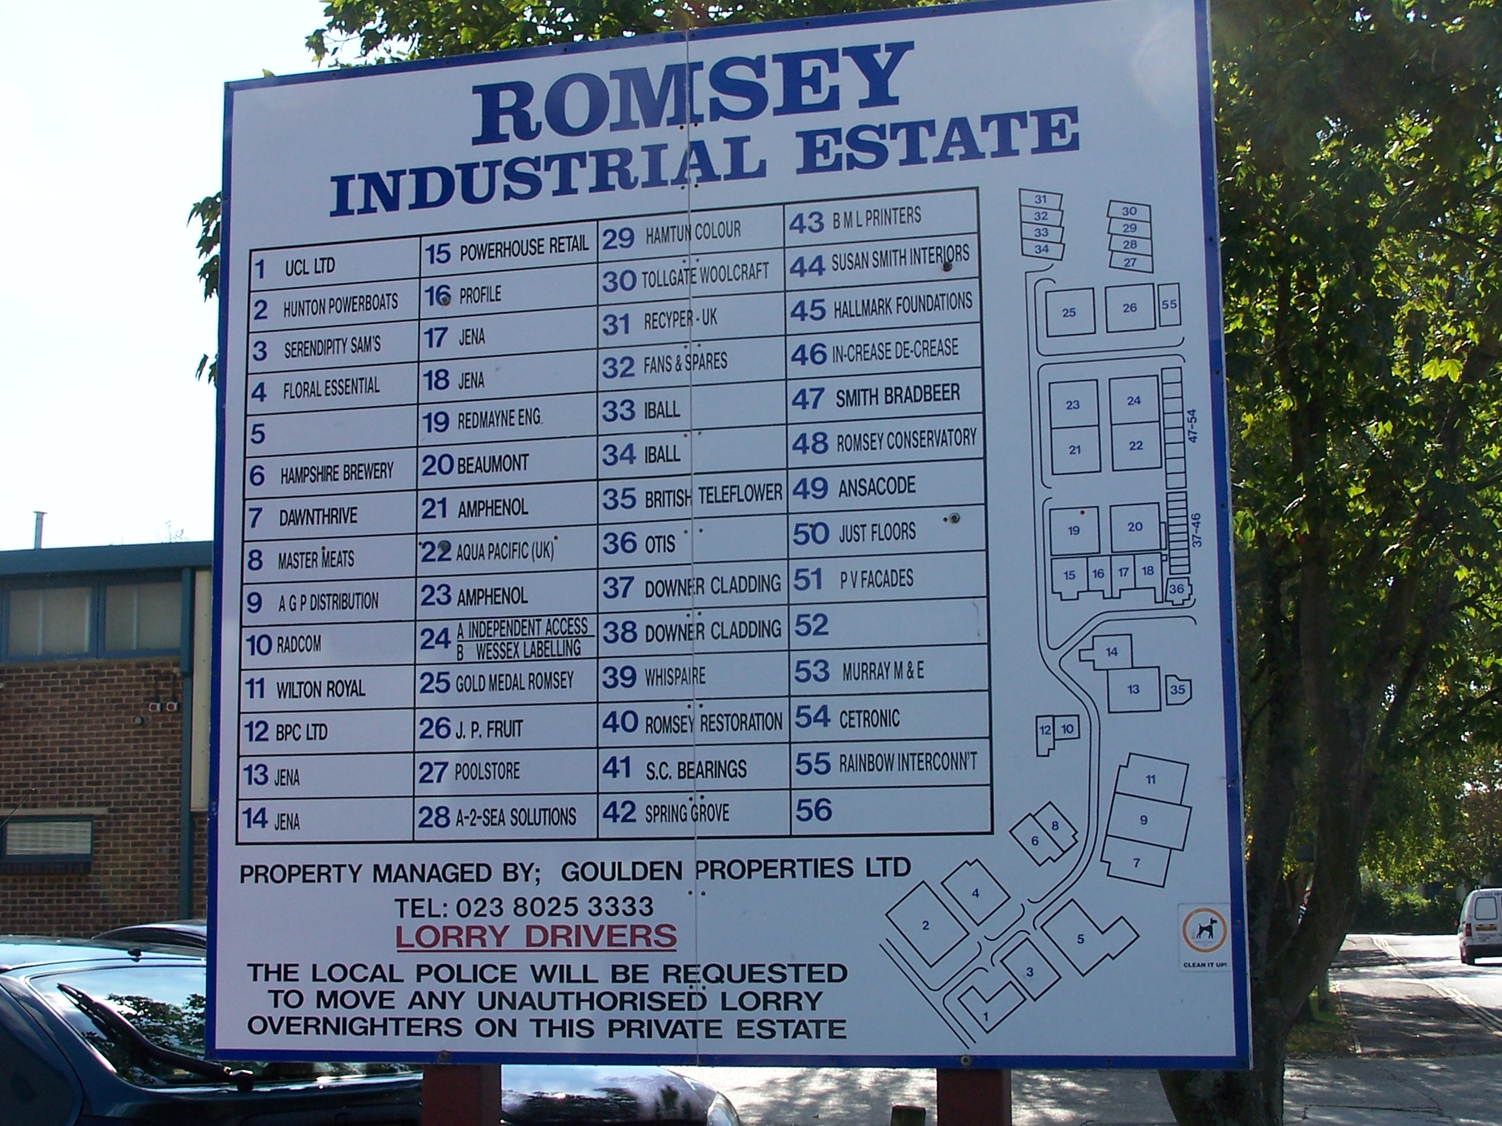 ROMSEY
INDUSTRIAL ESTATE
1 UCL LTD
2 HUNTON POWERBOATS
3 SERENDIPITY SAM'S
4 FLORAL ESSENTIAL
5
6 HAMPSHIRE BREWERY
7 DAWNTHRIVE
8 MASTER MEATS
9 A G P DISTRIBUTION
10 RADCOM
11 WILTON ROYAL
12 BPC LTD
13 JENA
14 JENA
15 POWERHOUSE RETAIL
16 PROFILE
17 JENA
18 JENA
19 REDMAYNE ENG.
20 BEAUMONT
21 AMPHENOL
22 AQUA PACIFIC (UK)
23 AMPHENOL
24 A INDEPENDENT ACCESS
B WESSEX LABELLING
25 GOLD MEDAL ROMSEY
26 J. P. FRUIT
27 POOLSTORE
28 A-2-SEA SOLUTIONS
29 HAMTUN COLOUR
30 TOLLGATE WOOLCRAFT
31 RECYPER-UK
32 FANS & SPARES
33 IBALL
34 IBALL
35 BRITISH TELEFLOWER
36 OTIS
37 DOWNER CLADDING
38 DOWNER CLADDING
39 WHISPAIRE
40 ROMSEY RESTORATION
41 S.C. BEARINGS
42 SPRING GROVE
43 B M L PRINTERS
44 SUSAN SMITH INTERIORS
45 HALLMARK FOUNDATIONS
46 IN-CREASE DE-CREASE
47 SMITH BRADBEER
48 ROMSEY CONSERVATORY
49 ANSACODE
50 JUST FLOORS
51 P V FACADES
52
53 MURRAY M & E
54 CETRONIC
55 RAINBOW INTERCONN'T
56
31
32
33
34
30
29
28
27
25
26
55
23
24
21
22
47-54
19
20
37-46
15
16
17
18
36
14
13
35
12
10
11
9
7
8
6
4
2
5
3
1
PROPERTY MANAGED BY; GOULDEN PROPERTIES LTD
TEL: 023 8025 3333
LORRY DRIVERS
THE LOCAL POLICE WILL BE REQUESTED
TO MOVE ANY UNAUTHORISED LORRY
OVERNIGHTERS ON THIS PRIVATE ESTATE
CLEAN IT UP!